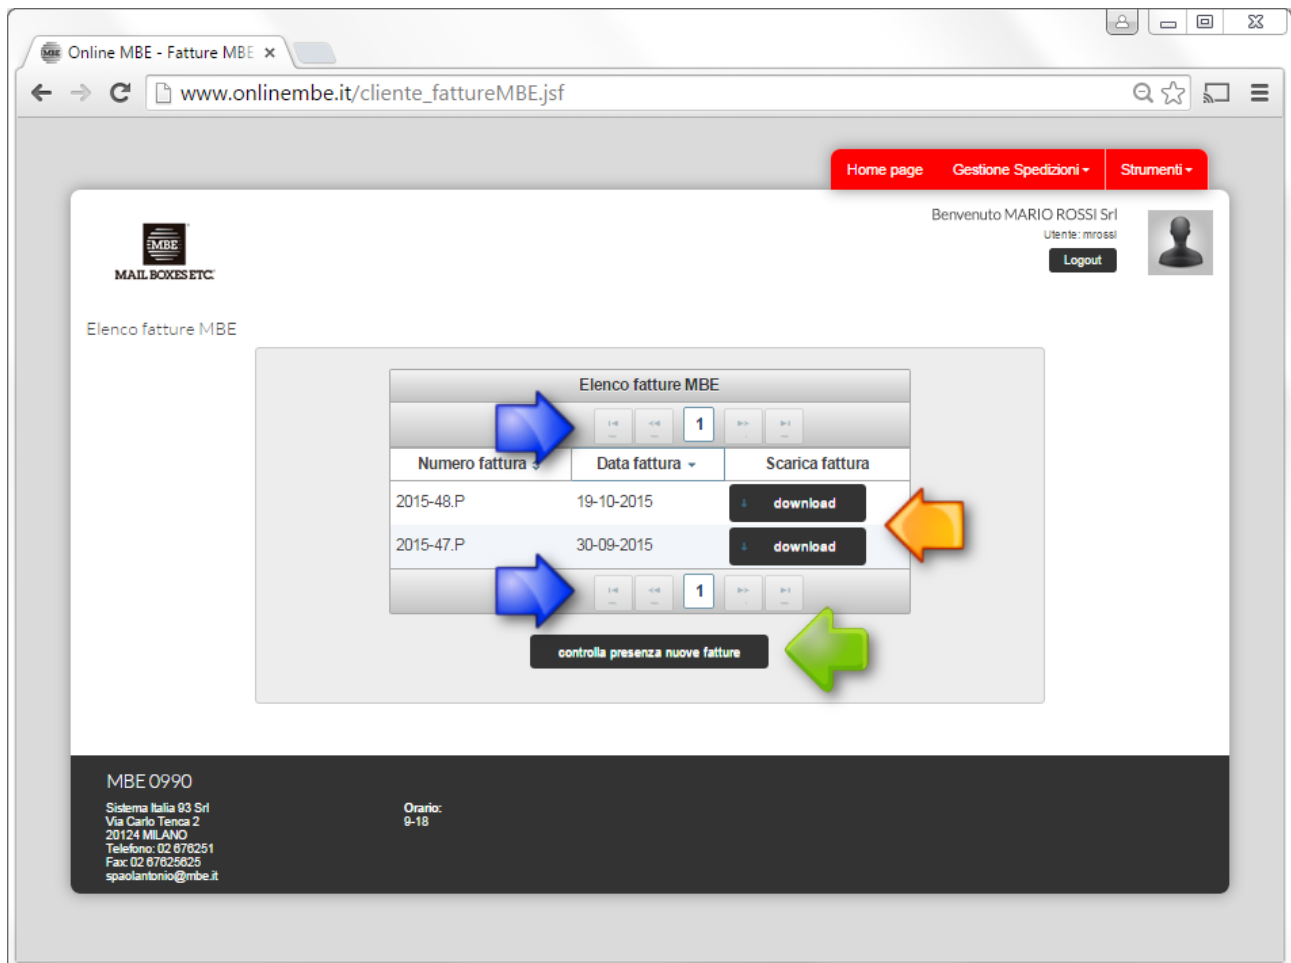 Online MBE - Fatture MBE
www.onlinembe.it/cliente_fattureMBE.jsf
Home page Gestione Spedizioni Strumenti
Benvenuto MARIO ROSSI Srl
Utente: mrossi
Logout
MBE
MAIL BOXES ETC.
Elenco fatture MBE
Elenco fatture MBE
1
Numero fattura Data fattura Scarica fattura
2015-48.P 19-10-2015 download
2015-47.P 30-09-2015 download
1
controlla presenza nuove fatture
MBE 0990
Sistema Italia 93 Srl
Via Carlo Tenca 2
20124 MILANO
Telefono: 02 676251
Fax: 02 67625625
spaolantonio@mbe.it
Orario:
9-18